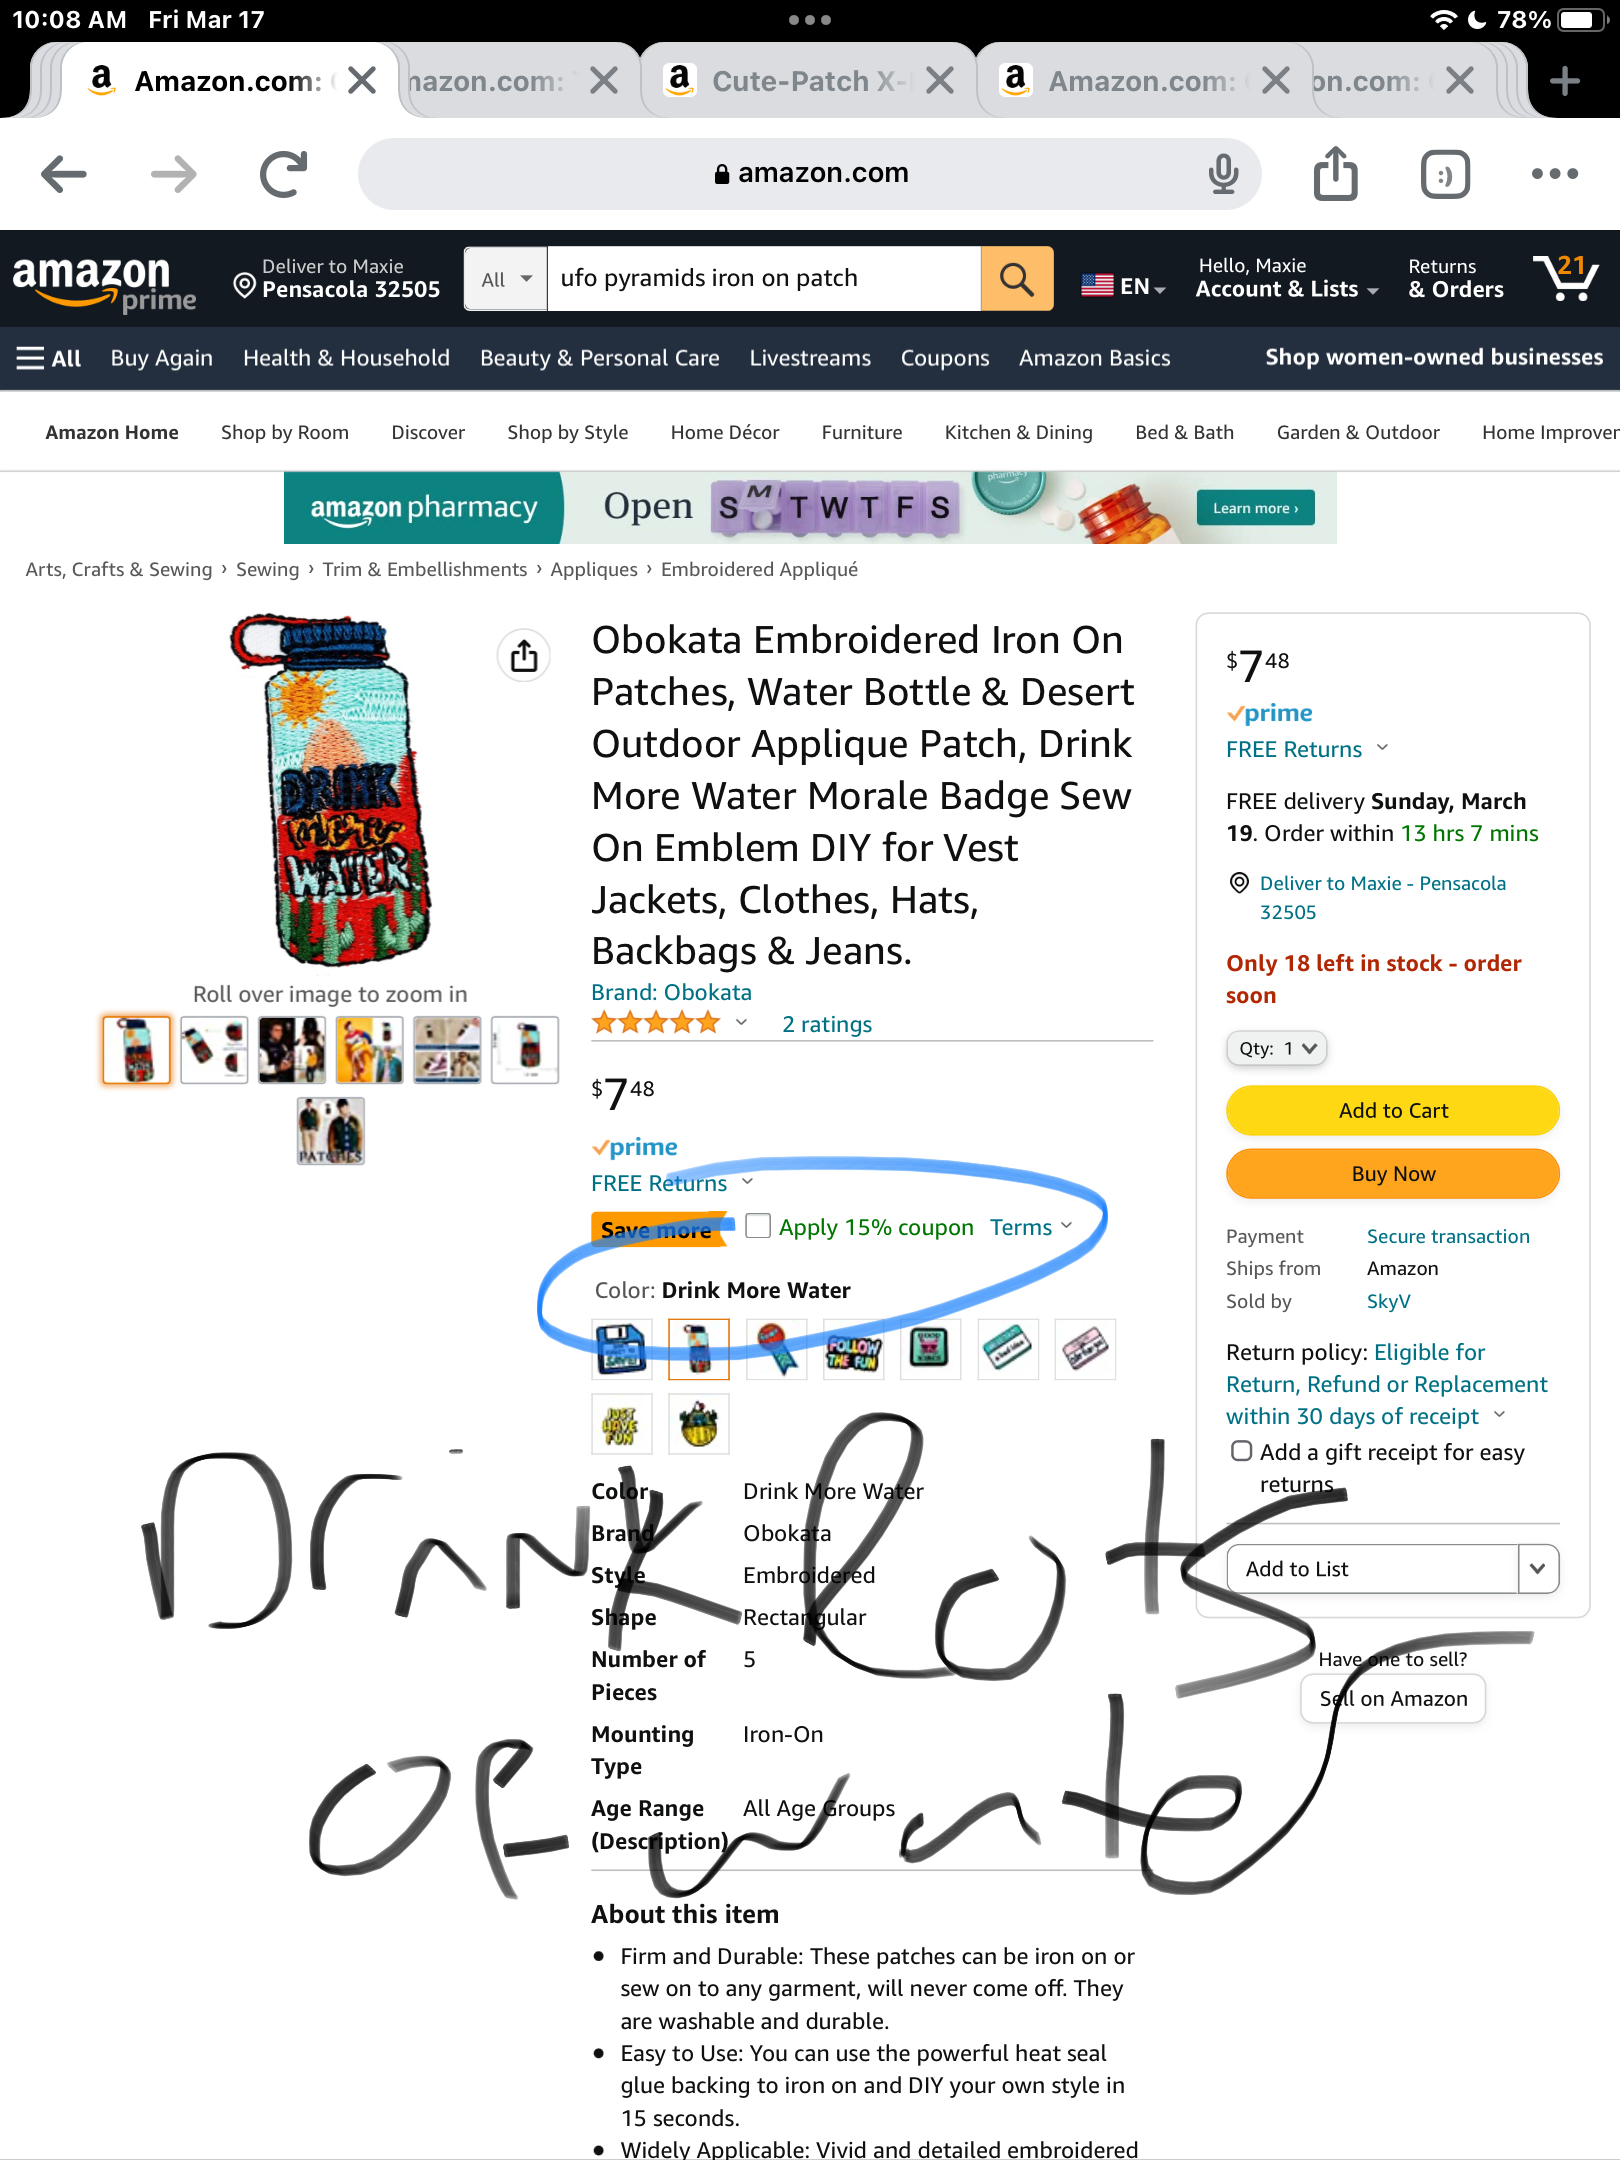 10:08 AM Fri Mar 17
78%
Amazon.com:
nazon.com:
Cute-Patch X-
Amazon.com:
on.com:
amazon.com
amazon prime
Deliver to Maxie
Pensacola 32505
All
ufo pyramids iron on patch
EN
Hello, Maxie
Account & Lists
Returns
& Orders
21
All Buy Again Health & Household Beauty & Personal Care Livestreams Coupons Amazon Basics Shop women-owned businesses
Amazon Home Shop by Room Discover Shop by Style Home Décor Furniture Kitchen & Dining Bed & Bath Garden & Outdoor Home Improver
amazon pharmacy Open S M T W T F S pharmacy Learn more ›
Arts, Crafts & Sewing › Sewing › Trim & Embellishments › Appliques › Embroidered Appliqué
DRINK
more
WATER
Roll over image to zoom in
PATCHES
Obokata Embroidered Iron On
Patches, Water Bottle & Desert
Outdoor Applique Patch, Drink
More Water Morale Badge Sew
On Emblem DIY for Vest
Jackets, Clothes, Hats,
Backbags & Jeans.
Brand: Obokata
2 ratings
$7 48
prime
FREE Returns
Save more Apply 15% coupon Terms
Color: Drink More Water
SAVE!
FOLLOW
THE FUN
GOOD
JUST
HAVE
FUN
Color Drink More Water
Brand Obokata
Style Embroidered
Shape Rectangular
Number of 5
Pieces
Mounting Iron-On
Type
Age Range All Age Groups
(Description)
Drink lots
of water
About this item
• Firm and Durable: These patches can be iron on or
sew on to any garment, will never come off. They
are washable and durable.
• Easy to Use: You can use the powerful heat seal
glue backing to iron on and DIY your own style in
15 seconds.
• Widely Applicable: Vivid and detailed embroidered
$7 48
prime
FREE Returns
FREE delivery Sunday, March
19. Order within 13 hrs 7 mins
Deliver to Maxie - Pensacola
32505
Only 18 left in stock - order
soon
Qty: 1
Add to Cart
Buy Now
Payment Secure transaction
Ships from Amazon
Sold by SkyV
Return policy: Eligible for
Return, Refund or Replacement
within 30 days of receipt
Add a gift receipt for easy
returns
Add to List
Have one to sell?
Sell on Amazon